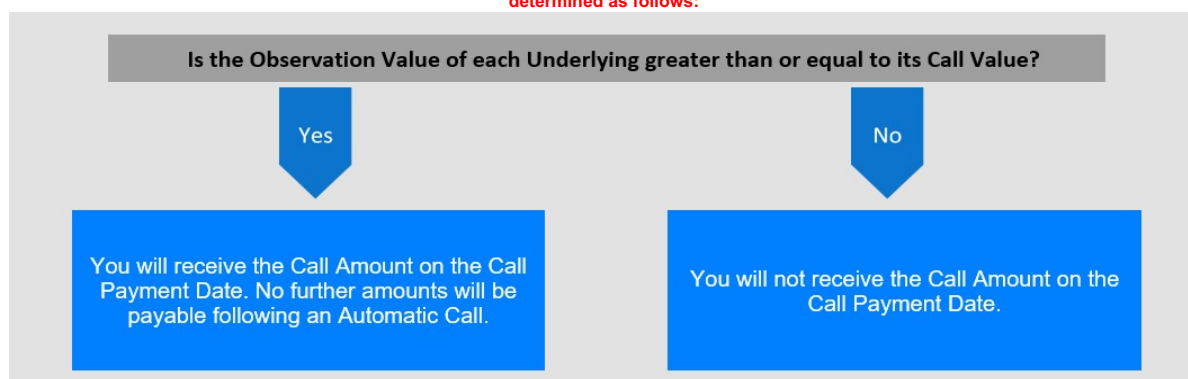 determined as follows:
Is the Observation Value of each Underlying greater than or equal to its Call Value?
Yes
No
You will receive the Call Amount on the Call
Payment Date. No further amounts will be
payable following an Automatic Call.
You will not receive the Call Amount on the
Call Payment Date.